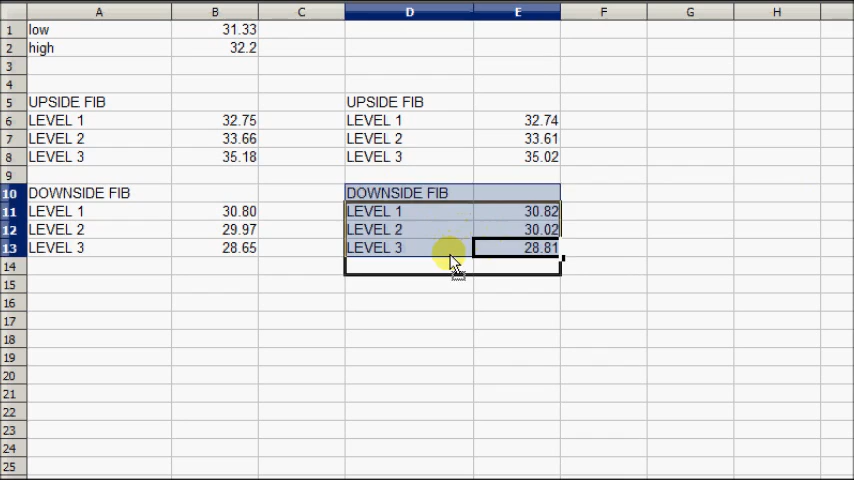 A B C D E F G H
1 low 31.33
2 high 32.2
3
4
5 UPSIDE FIB UPSIDE FIB
6 LEVEL 1 32.75 LEVEL 1 32.74
7 LEVEL 2 33.66 LEVEL 2 33.61
8 LEVEL 3 35.18 LEVEL 3 35.02
9
10 DOWNSIDE FIB DOWNSIDE FIB
11 LEVEL 1 30.80 LEVEL 1 30.82
12 LEVEL 2 29.97 LEVEL 2 30.02
13 LEVEL 3 28.65 LEVEL 3 28.81
14
15
16
17
18
19
20
21
22
23
24
25